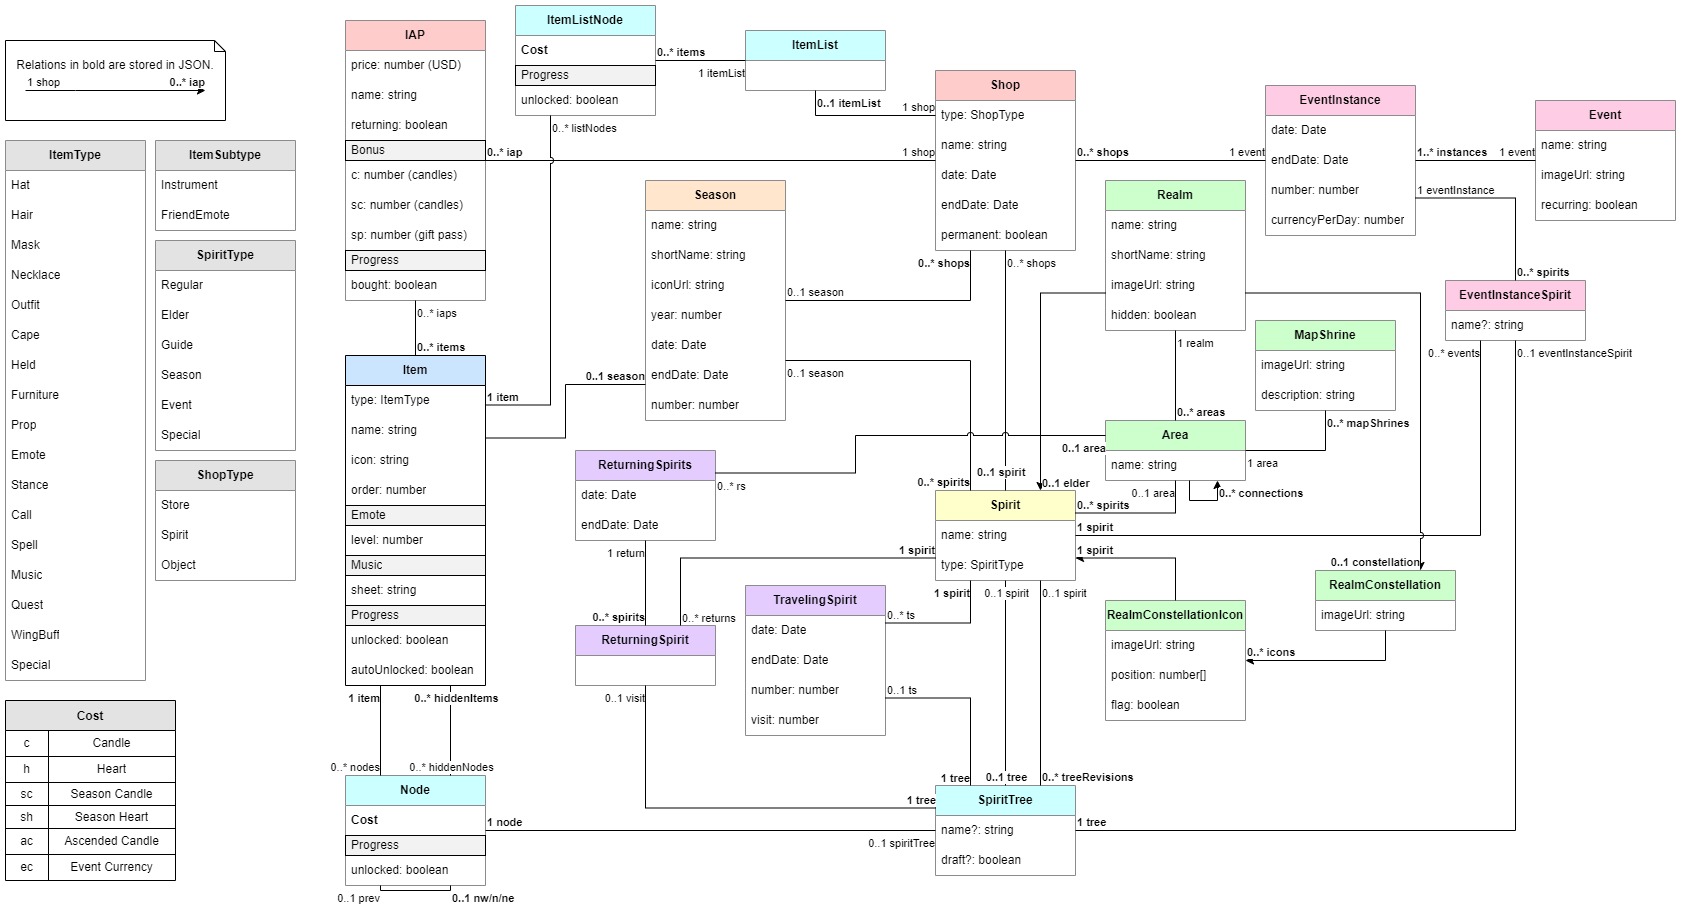 Relations in bold are stored in JSON.
1 shop
0..* iap
ItemType
Hat
Hair
Mask
Necklace
Outfit
Cape
Held
Furniture
Prop
Emote
Stance
Call
Spell
Music
Quest
WingBuff
Special
ItemSubtype
Instrument
FriendEmote
SpiritType
Regular
Elder
Guide
Season
Event
Special
ShopType
Store
Spirit
Object
Cost
c Candle
h Heart
sc Season Candle
sh Season Heart
ac Ascended Candle
ec Event Currency
IAP
price: number (USD)
name: string
returning: boolean
Bonus
c: number (candles)
sc: number (candles)
sp: number (gift pass)
Progress
bought: boolean
0..* iap
1 shop
0..* iaps
0..* items
Item
type: ItemType
name: string
icon: string
order: number
Emote
level: number
Music
sheet: string
Progress
unlocked: boolean
autoUnlocked: boolean
1 item
0..* hiddenItems
0..* nodes
0..* hiddenNodes
Node
Cost
Progress
unlocked: boolean
0..1 prev
0..1 nw/n/ne
1 node
0..1 spiritTree
ItemListNode
Cost
Progress
unlocked: boolean
0..* listNodes
1 item
0..* items
1 itemList
ItemList
0..1 itemList
1 shop
Shop
type: ShopType
name: string
date: Date
endDate: Date
permanent: boolean
0..* shops
0..* shops
0..* shops
1 event
Season
name: string
shortName: string
iconUrl: string
year: number
date: Date
endDate: Date
number: number
0..1 season
0..1 season
0..1 season
EventInstance
date: Date
endDate: Date
number: number
currencyPerDay: number
1..* instances
1 event
1 eventInstance
Event
name: string
imageUrl: string
recurring: boolean
0..* spirits
EventInstanceSpirit
name?: string
0..* events
0..1 eventInstanceSpirit
Realm
name: string
shortName: string
imageUrl: string
hidden: boolean
1 realm
0..* areas
MapShrine
imageUrl: string
description: string
0..* mapShrines
1 area
Area
name: string
0..1 area
0..1 area
0..* connections
ReturningSpirits
date: Date
endDate: Date
0..* rs
1 return
0..* spirits
0..* returns
ReturningSpirit
0..1 visit
1 tree
0..* spirits
0..1 spirit
0..1 elder
0..* spirits
Spirit
name: string
type: SpiritType
1 spirit
1 spirit
1 spirit
1 spirit
0..1 spirit
0..1 spirit
TravelingSpirit
date: Date
endDate: Date
number: number
visit: number
0..* ts
0..1 ts
RealmConstellationIcon
imageUrl: string
position: number[]
flag: boolean
0..1 constellation
RealmConstellation
imageUrl: string
0..* icons
1 tree
0..1 tree
0..* treeRevisions
SpiritTree
name?: string
draft?: boolean
1 tree